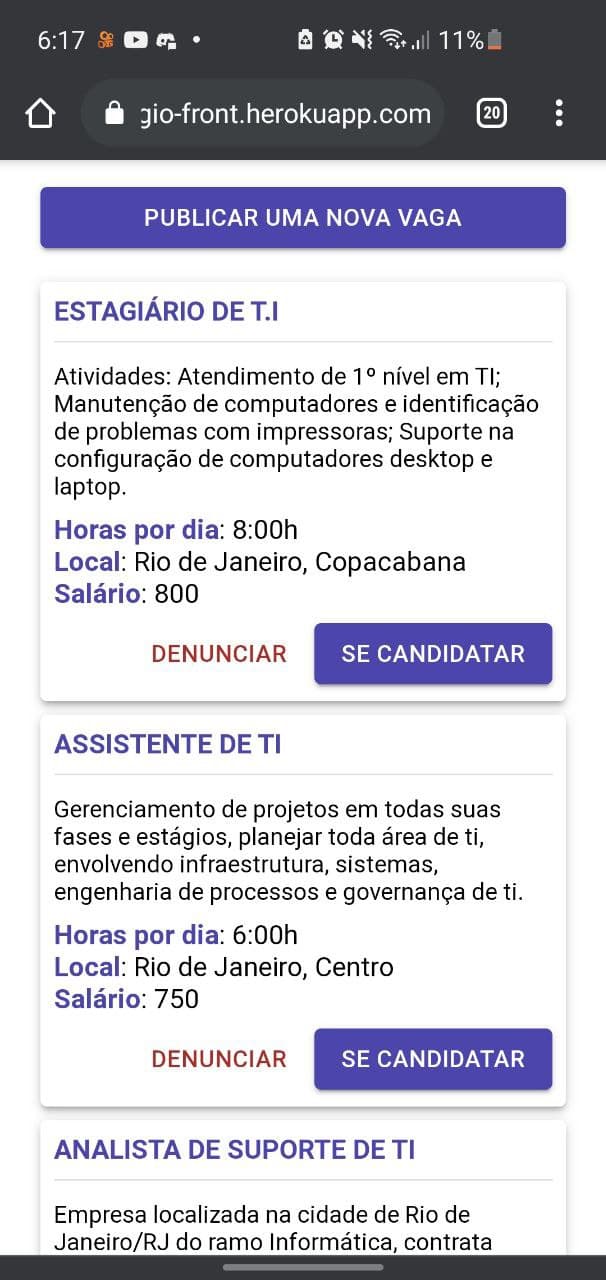 6:17
11%
gio-front.herokuapp.com
20
PUBLICAR UMA NOVA VAGA
ESTAGIÁRIO DE T.I
Atividades: Atendimento de 1º nível em TI;
Manutenção de computadores e identificação
de problemas com impressoras; Suporte na
configuração de computadores desktop e
laptop.
Horas por dia: 8:00h
Local: Rio de Janeiro, Copacabana
Salário: 800
DENUNCIAR
SE CANDIDATAR
ASSISTENTE DE TI
Gerenciamento de projetos em todas suas
fases e estágios, planejar toda área de ti,
envolvendo infraestrutura, sistemas,
engenharia de processos e governança de ti.
Horas por dia: 6:00h
Local: Rio de Janeiro, Centro
Salário: 750
DENUNCIAR
SE CANDIDATAR
ANALISTA DE SUPORTE DE TI
Empresa localizada na cidade de Rio de
Janeiro/RJ do ramo Informática, contrata